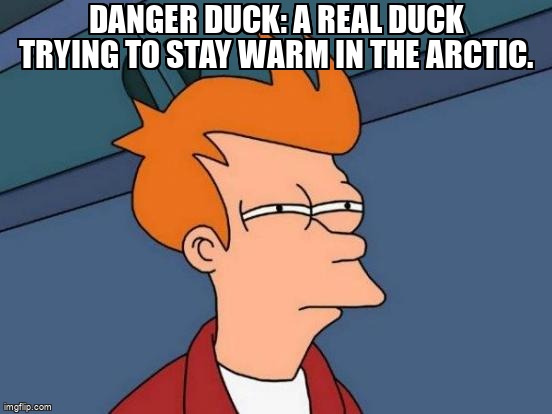 DANGER DUCK: A REAL DUCK
TRYING TO STAY WARM IN THE ARCTIC.
imgflip.com